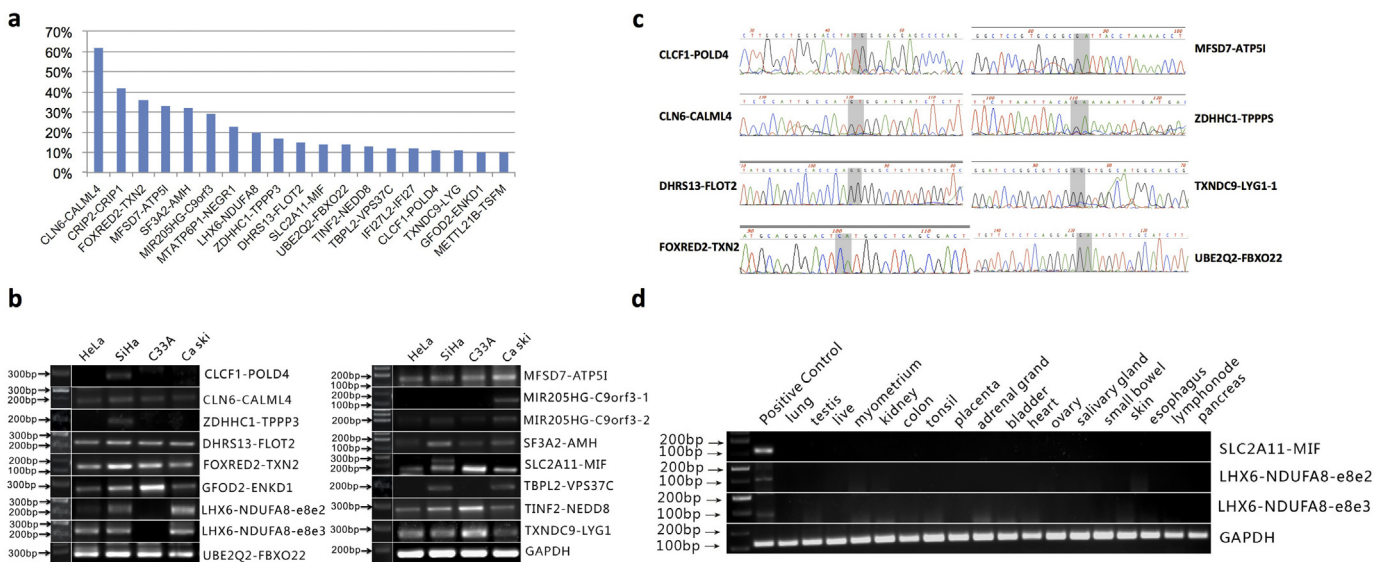 a
70%
60%
50%
40%
30%
20%
10%
0%
CLN6-CALML4
CRIP2-CRIP1
FOXRED2-TXN2
MFSD7-ATP5I
SF3A2-AMH
MIR205HG-C9orf3
MTATP6P1-NEGR1
LHX6-NDUFA8
ZDHHC1-TPPP3
DHRS13-FLOT2
SLC2A11-MIF
UBE2Q2-FBXO22
TINF2-NEDD8
TBPL2-VPS37C
IFI27L2-IFI27
CLCF1-POLD4
TXNDC9-LYG
GFOD2-ENKD1
METTL21B-TSFM
b
HeLa
SiHa
C33A
Ca ski
300bp
CLCF1-POLD4
300bp
200bp
CLN6-CALML4
200bp
ZDHHC1-TPPP3
300bp
200bp
DHRS13-FLOT2
200bp
100bp
FOXRED2-TXN2
300bp
GFOD2-ENKD1
300bp
200bp
LHX6-NDUFA8-e8e2
300bp
200bp
LHX6-NDUFA8-e8e3
300bp
UBE2Q2-FBXO22
HeLa
SiHa
C33A
Ca ski
200bp
100bp
MFSD7-ATP5I
200bp
100bp
MIR205HG-C9orf3-1
200bp
MIR205HG-C9orf3-2
300bp
SF3A2-AMH
300bp
200bp
SLC2A11-MIF
200bp
TBPL2-VPS37C
300bp
TINF2-NEDD8
300bp
TXNDC9-LYG1
200bp
GAPDH
c
CLCF1-POLD4
MFSD7-ATP5I
CLN6-CALML4
ZDHHC1-TPPPS
DHRS13-FLOT2
TXNDC9-LYG1-1
FOXRED2-TXN2
90 100 110
ATGCAGGGACTCATGGCTCAGCGACT
UBE2Q2-FBXO22
d
Positive Control
lung
testis
live
myometrium
kidney
colon
tonsil
placenta
adrenal grand
bladder
heart
ovary
salivary gland
small bowel
skin
esophagus
lymphonode
pancreas
200bp
100bp
SLC2A11-MIF
200bp
100bp
LHX6-NDUFA8-e8e2
200bp
100bp
LHX6-NDUFA8-e8e3
200bp
100bp
GAPDH